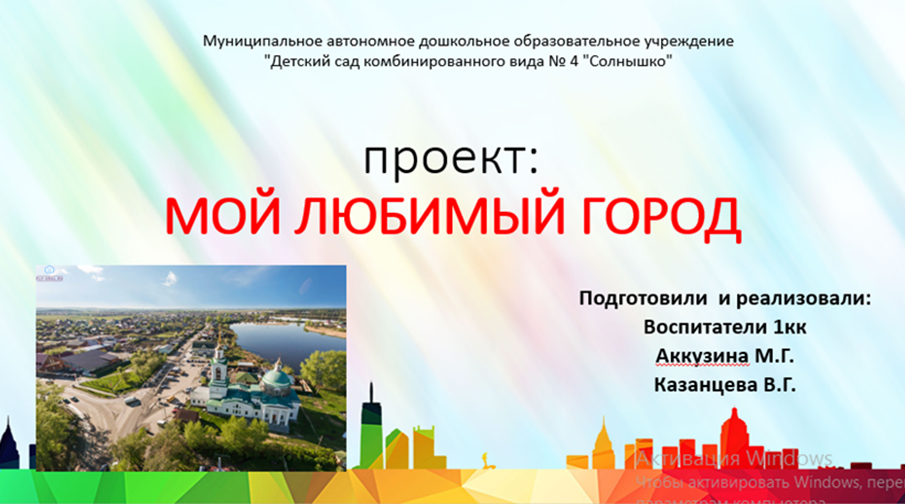 Муниципальное автономное дошкольное образовательное учреждение
"Детский сад комбинированного вида № 4 "Солнышко"
проект:
МОЙ ЛЮБИМЫЙ ГОРОД
Подготовили и реализовали:
Воспитатели 1кк
Аккузина М.Г.
Казанцева В.Г.
Активация Windows
Чтобы активировать Windows, пере
параметрам компьютера